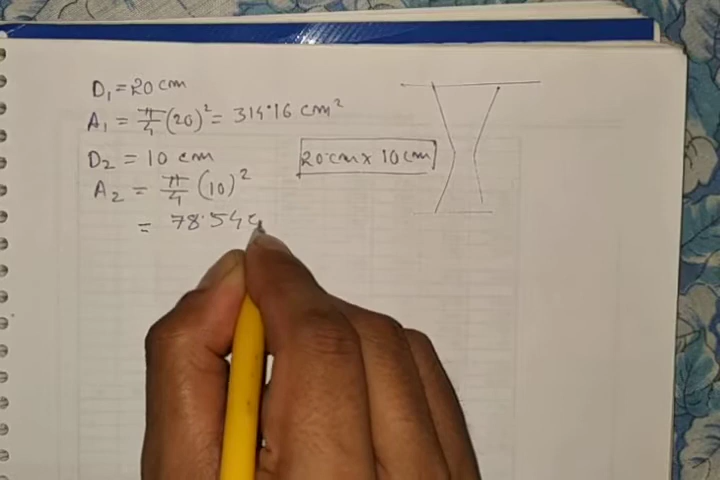 D₁ = 20 cm
A₁ = π/4 (20)² = 314.16 cm²
D₂ = 10 cm
20 cm x 10 cm
A₂ = π/4 (10)²
= 78.54 c